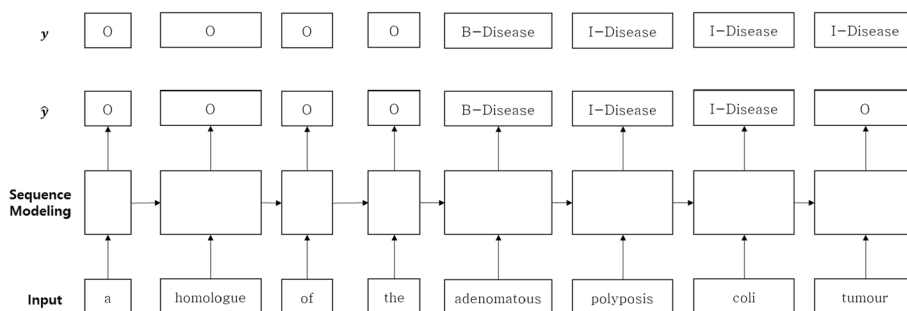 y O O O O B-Disease I-Disease I-Disease I-Disease
ŷ O O O O B-Disease I-Disease I-Disease O
Sequence
Modeling
Input a homologue of the adenomatous polyposis coli tumour